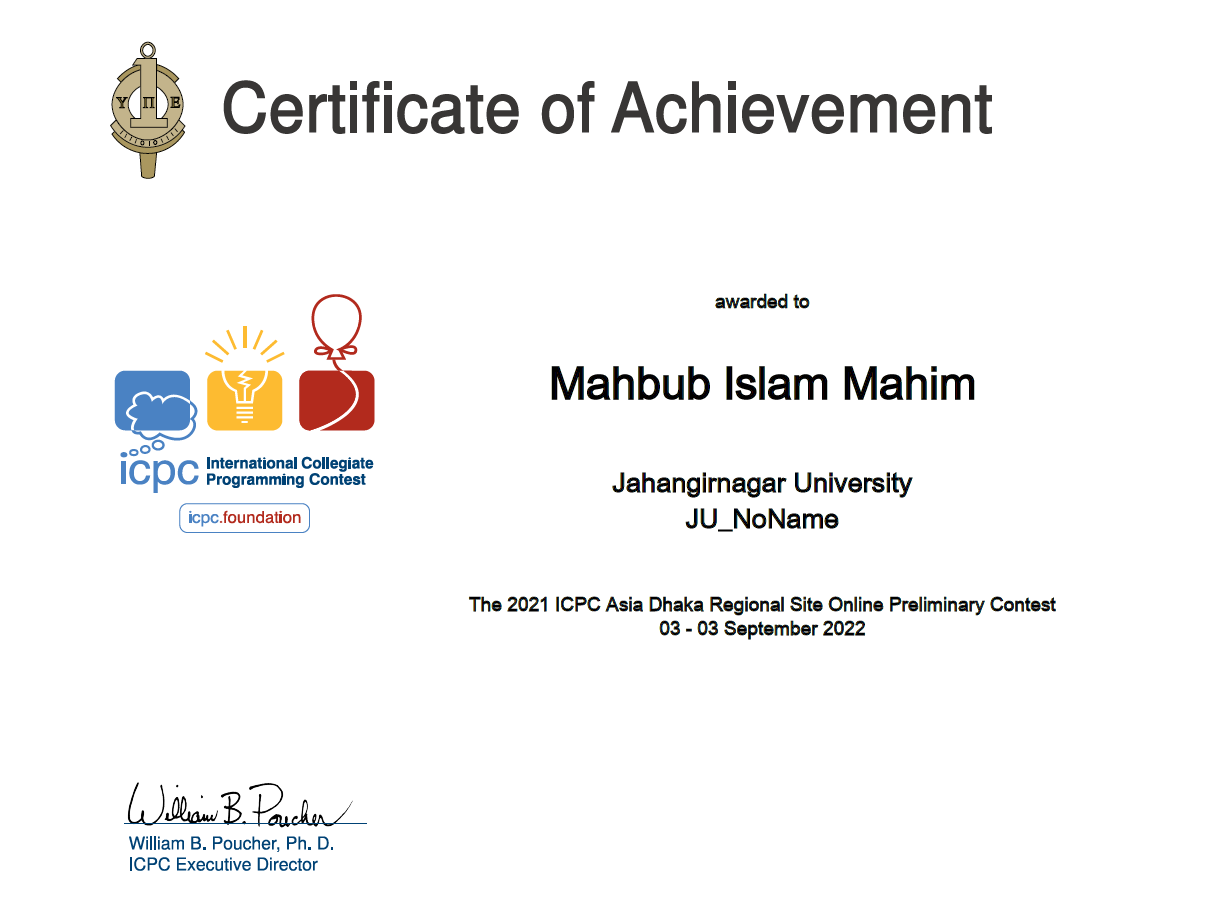 Υ Π Ε
Certificate of Achievement
awarded to
Mahbub Islam Mahim
icpc International Collegiate
Programming Contest
icpc.foundation
Jahangirnagar University
JU_NoName
The 2021 ICPC Asia Dhaka Regional Site Online Preliminary Contest
03 - 03 September 2022
William B. Poucher
William B. Poucher, Ph. D.
ICPC Executive Director